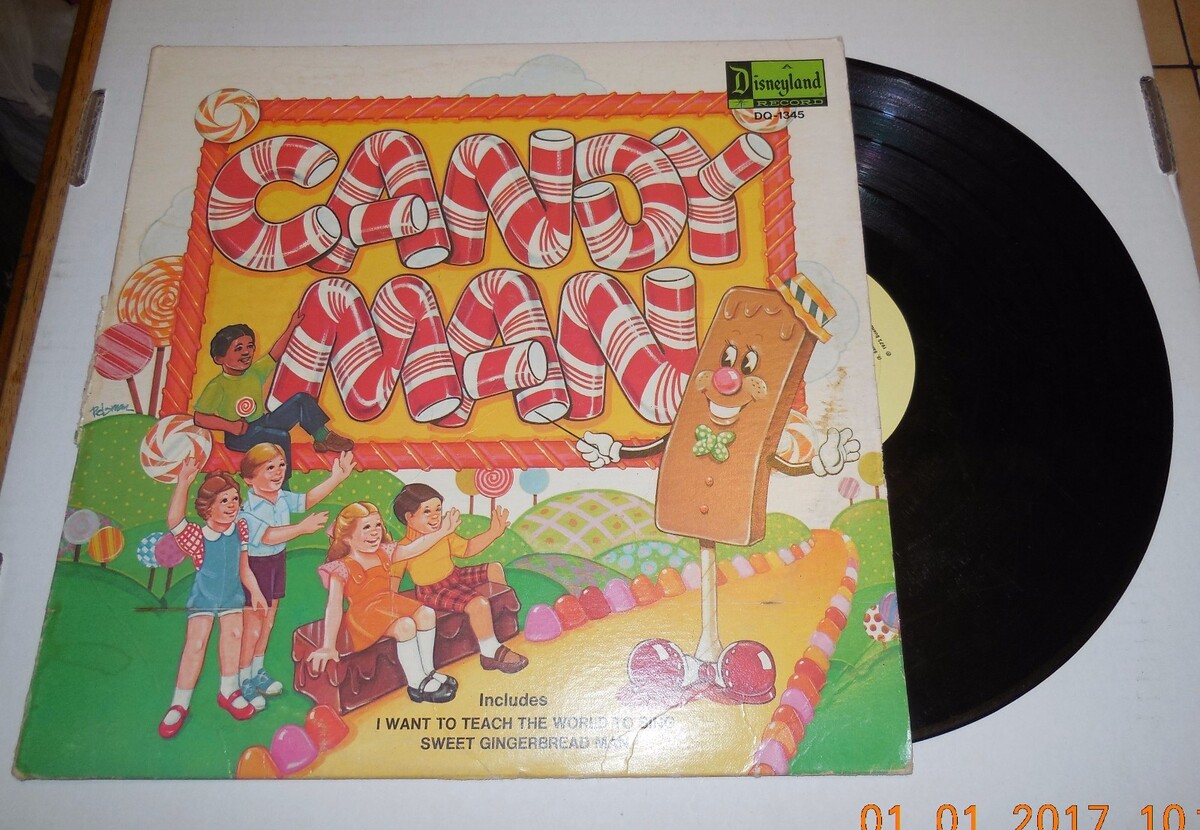 Disneyland
RECORD
DQ-1345
CANDY
MAN
Includes
I WANT TO TEACH THE WORLD TO SING
SWEET GINGERBREAD MAN
01 01 2017 10